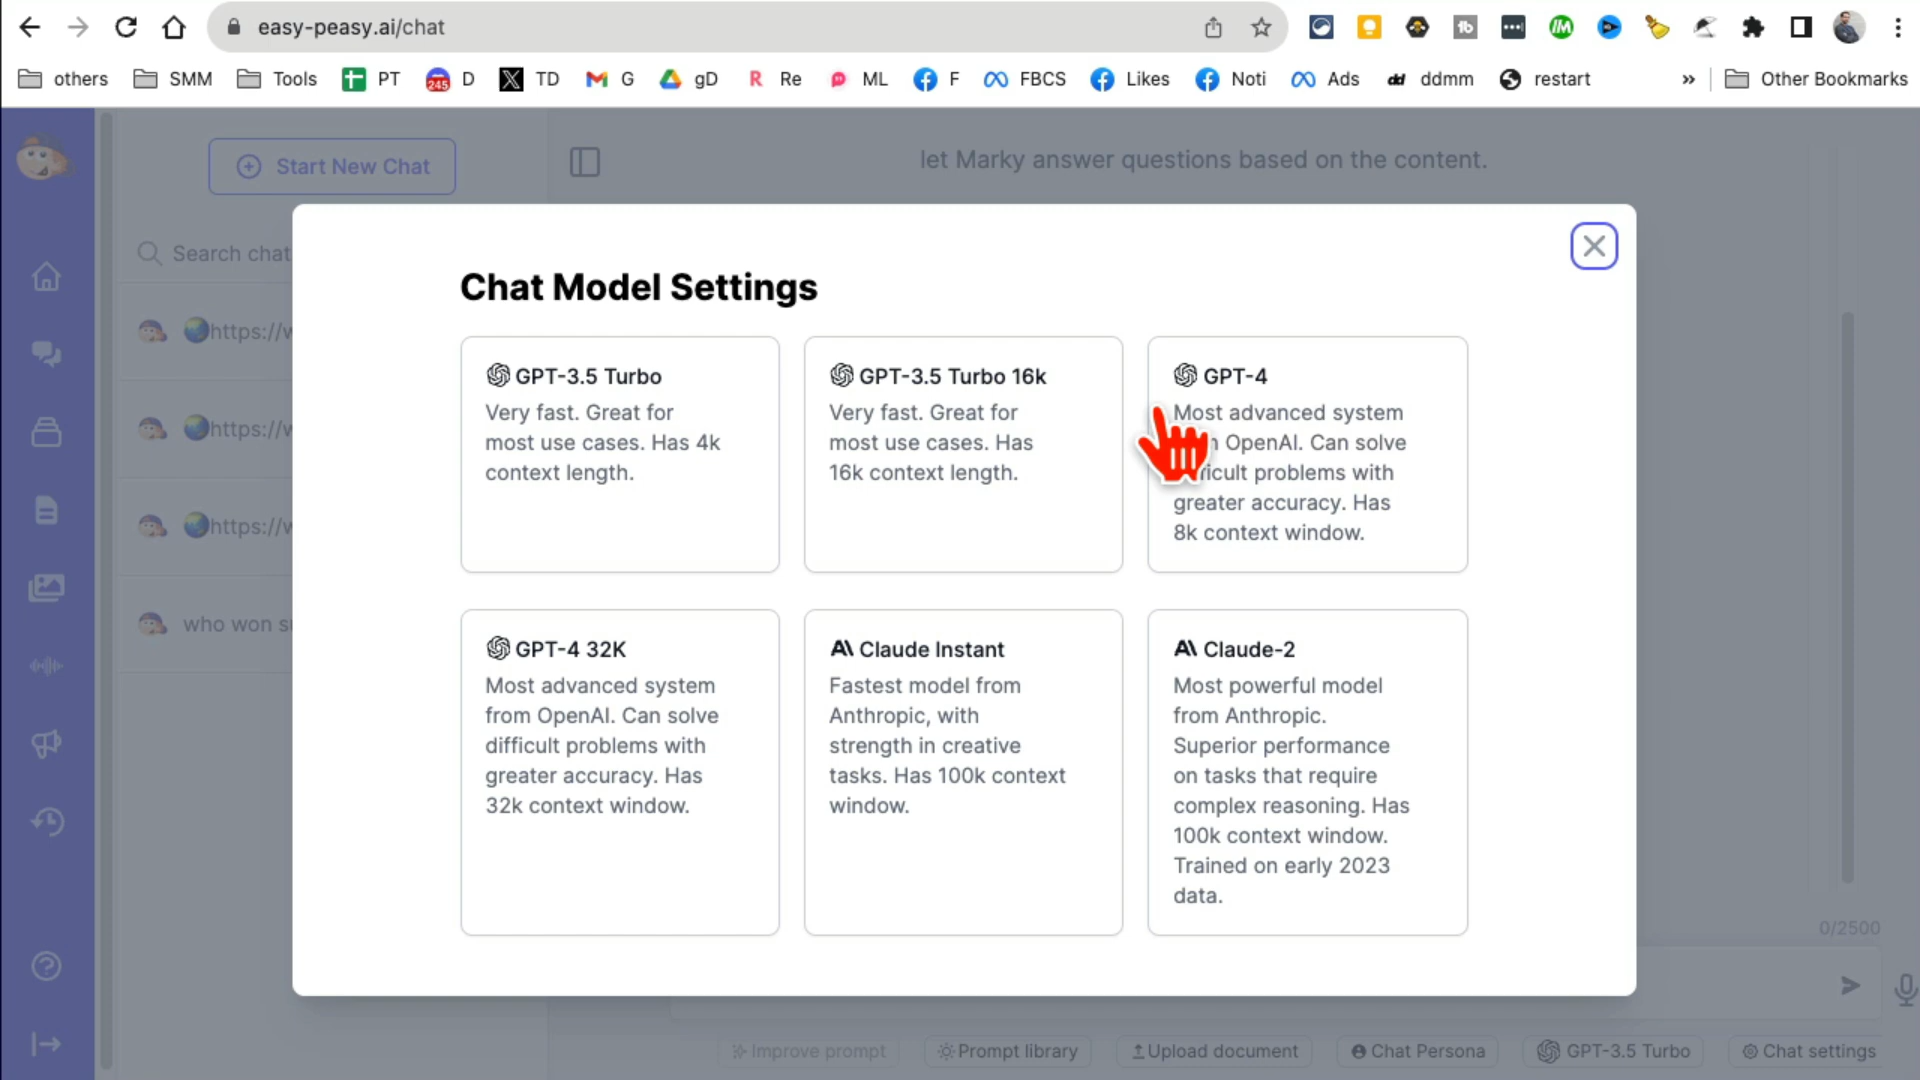 easy-peasy.ai/chat
others
SMM
Tools
PT
245
D
TD
G
gD
R
Re
ML
F
FBCS
Likes
Noti
Ads
dd
ddmm
restart
»
Other Bookmarks
Start New Chat
let Marky answer questions based on the content.
Search chat
https://w
https://w
https://w
who won s
Chat Model Settings
GPT-3.5 Turbo
Very fast. Great for
most use cases. Has 4k
context length.
GPT-3.5 Turbo 16k
Very fast. Great for
most use cases. Has
16k context length.
GPT-4
Most advanced system
OpenAI. Can solve
difficult problems with
greater accuracy. Has
8k context window.
GPT-4 32K
Most advanced system
from OpenAI. Can solve
difficult problems with
greater accuracy. Has
32k context window.
Claude Instant
Fastest model from
Anthropic, with
strength in creative
tasks. Has 100k context
window.
Claude-2
Most powerful model
from Anthropic.
Superior performance
on tasks that require
complex reasoning. Has
100k context window.
Trained on early 2023
data.
0/2500
Improve prompt
Prompt library
Upload document
Chat Persona
GPT-3.5 Turbo
Chat settings